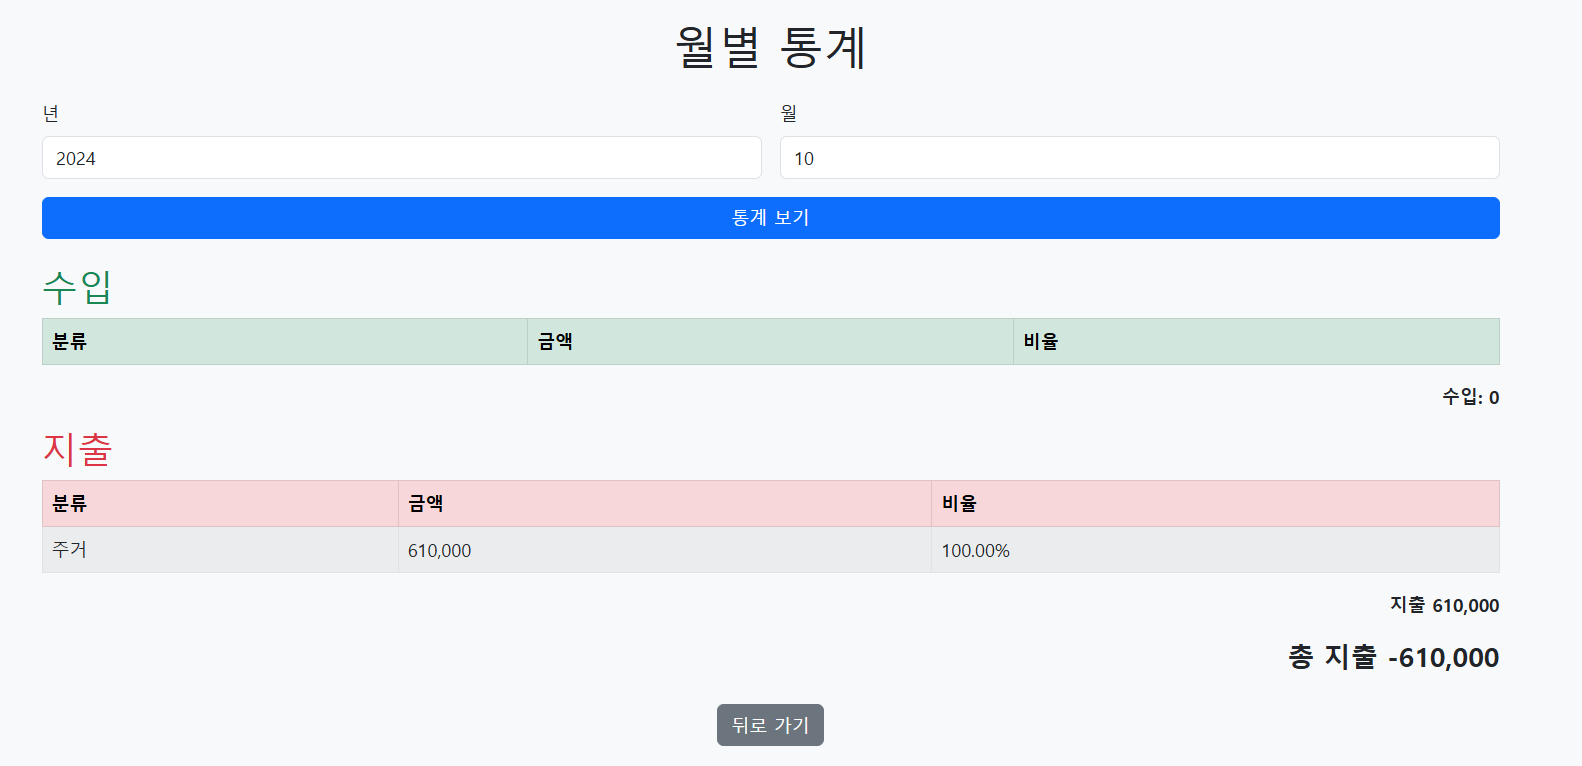 월별 통계
년 월
2024 10
통계 보기
수입
분류 금액 비율
수입: 0
지출
분류 금액 비율
주거 610,000 100.00%
지출 610,000
총 지출 -610,000
뒤로 가기